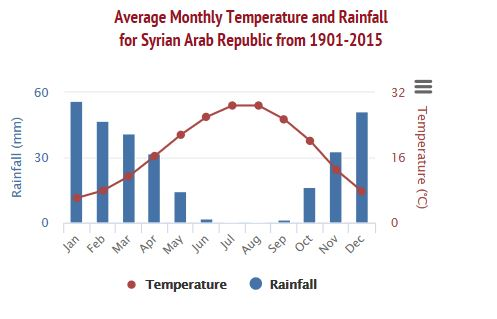 Average Monthly Temperature and Rainfall
for Syrian Arab Republic from 1901-2015
60
32
30
16
0
0
Rainfall (mm)
Temperature (°C)
Jan Feb Mar Apr May Jun Jul Aug Sep Oct Nov Dec
Temperature Rainfall